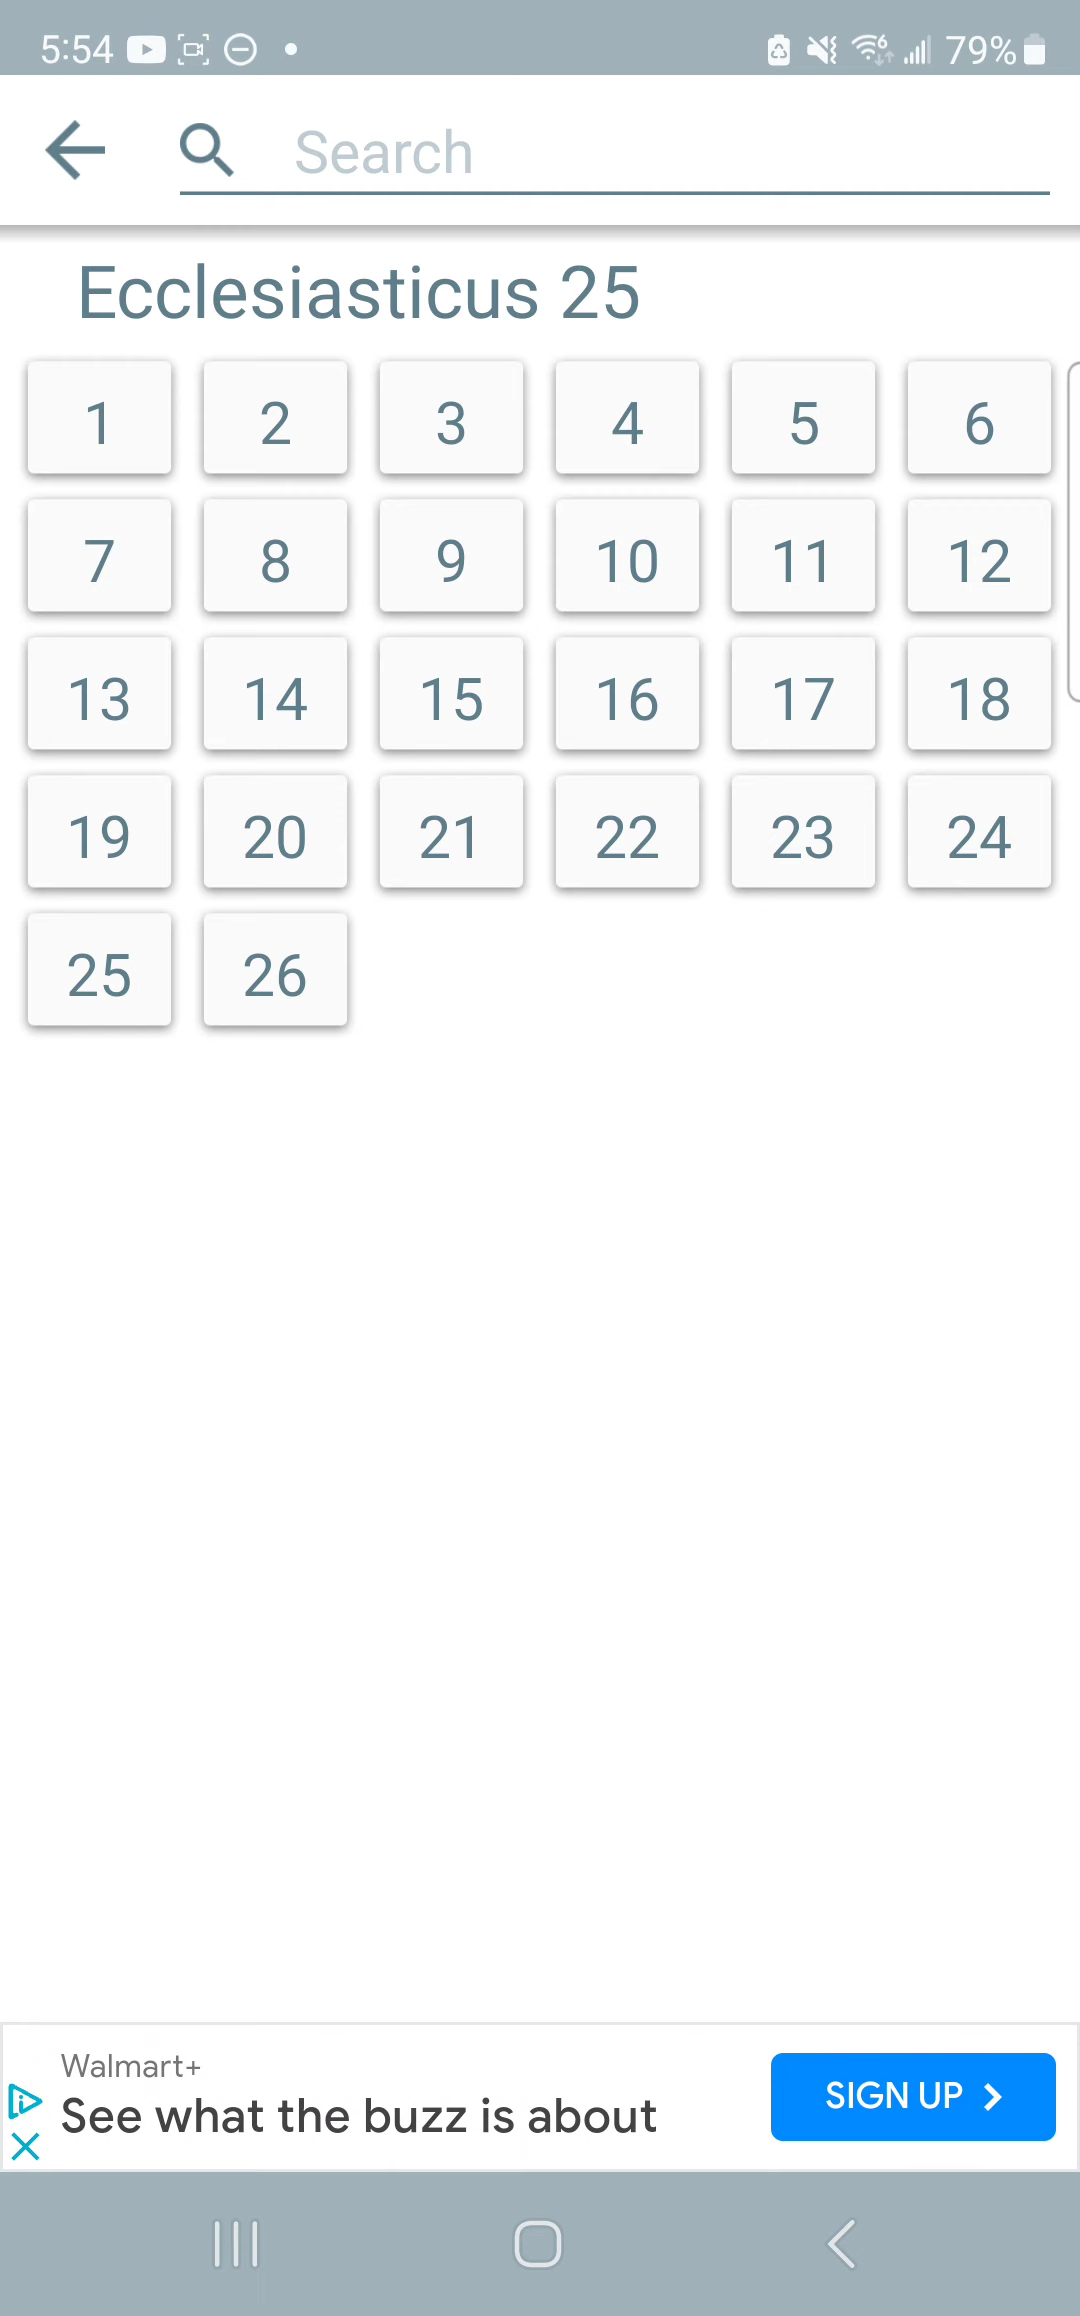 5:54 79%
Search
Ecclesiasticus 25
1 2 3 4 5 6
7 8 9 10 11 12
13 14 15 16 17 18
19 20 21 22 23 24
25 26
Walmart+
See what the buzz is about
SIGN UP